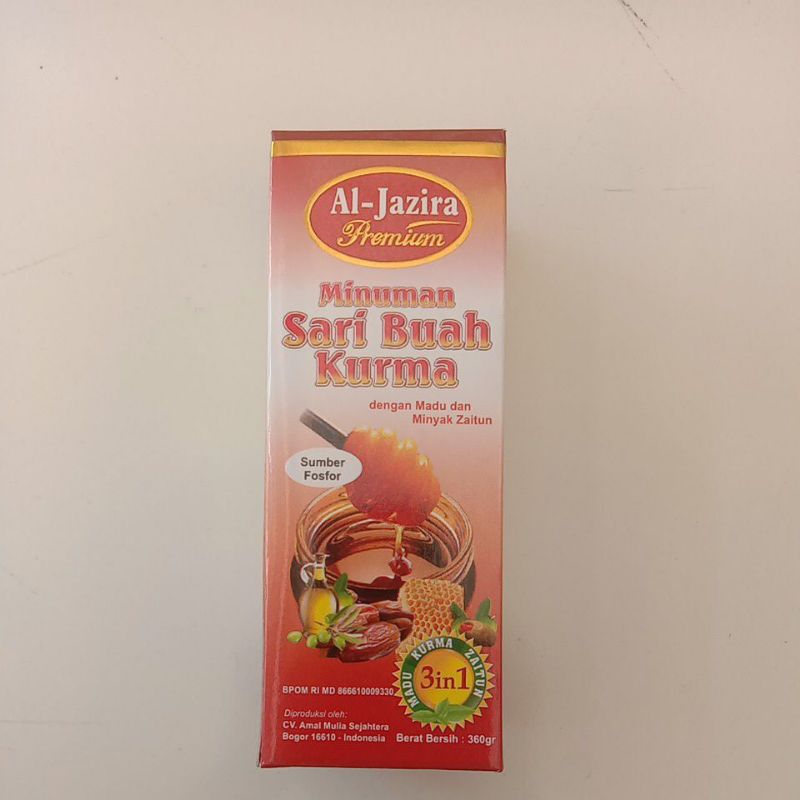 Al-Jazira
Premium
Minuman
Sari Buah
Kurma
dengan Madu dan
Minyak Zaitun
Sumber
Fosfor
MADU KURMA ZAITUN
3in1
BPOM RI MD 866610009330
Diproduksi oleh:
CV. Amal Mulia Sejahtera
Bogor 16610 - Indonesia
Berat Bersih : 360gr